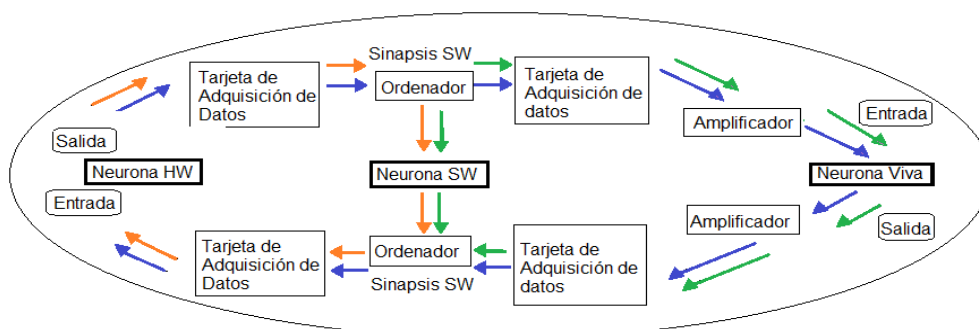 Sinapsis SW
Tarjeta de
Adquisición de
Datos
Ordenador
Tarjeta de
Adquisición de
datos
Amplificador
Entrada
Salida
Neurona HW
Neurona SW
Neurona Viva
Entrada
Amplificador
Salida
Tarjeta de
Adquisición de
Datos
Ordenador
Sinapsis SW
Tarjeta de
Adquisición de
datos